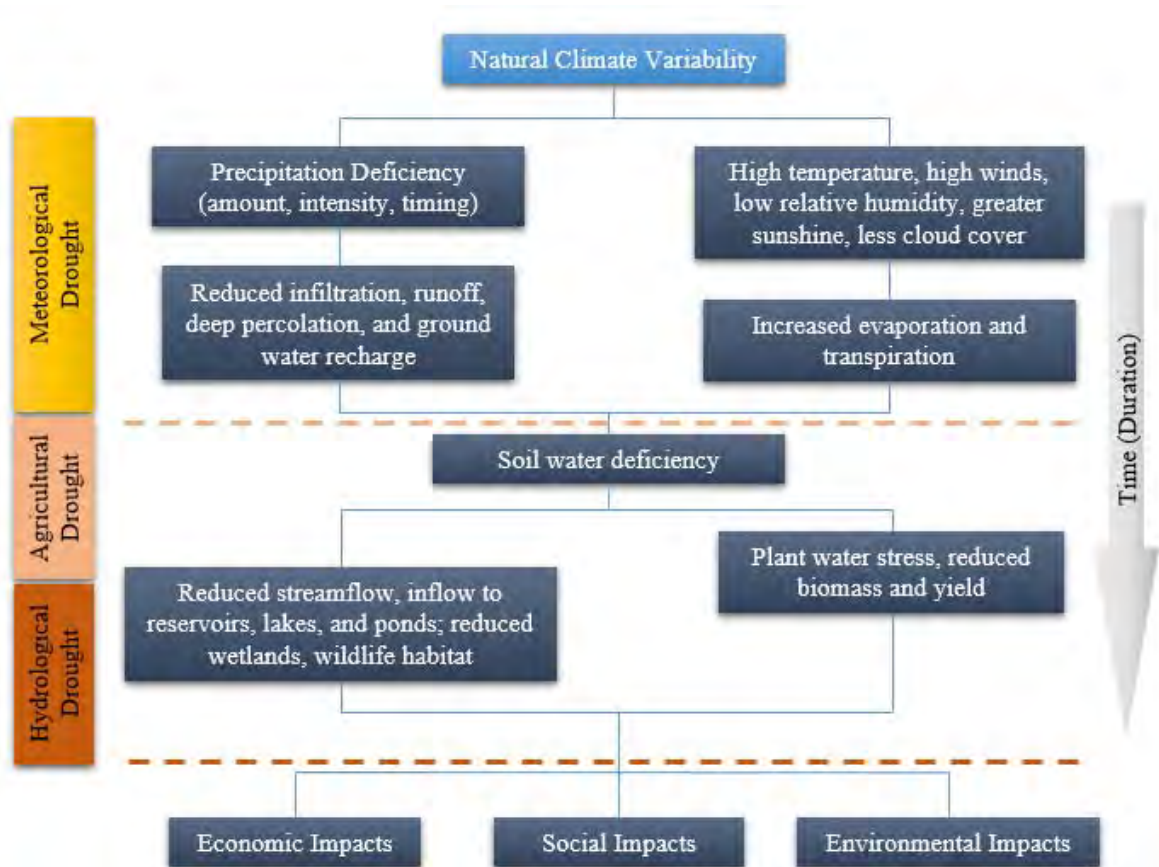 Natural Climate Variability
Meteorological
Drought
Precipitation Deficiency
(amount, intensity, timing)
High temperature, high winds,
low relative humidity, greater
sunshine, less cloud cover
Reduced infiltration, runoff,
deep percolation, and ground
water recharge
Increased evaporation and
transpiration
Time (Duration)
Agricultural
Drought
Soil water deficiency
Plant water stress, reduced
biomass and yield
Hydrological
Drought
Reduced streamflow, inflow to
reservoirs, lakes, and ponds; reduced
wetlands, wildlife habitat
Economic Impacts
Social Impacts
Environmental Impacts